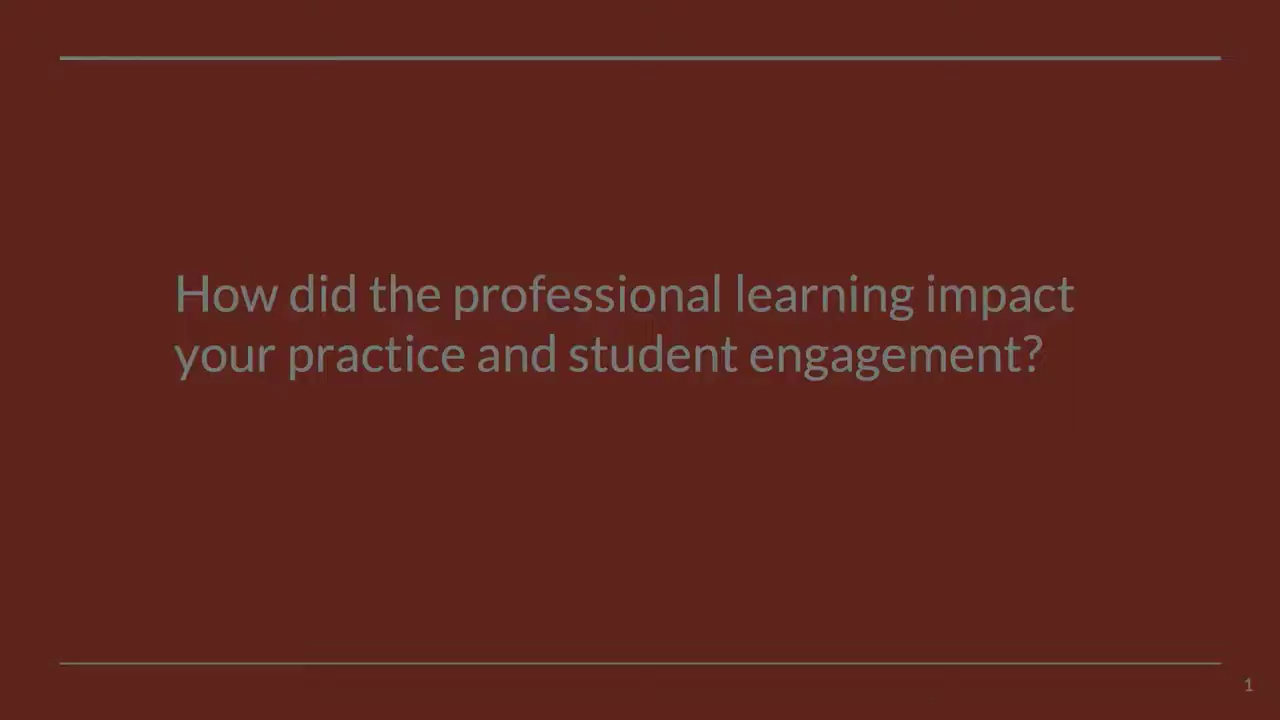 How did the professional learning impact
your practice and student engagement?
1